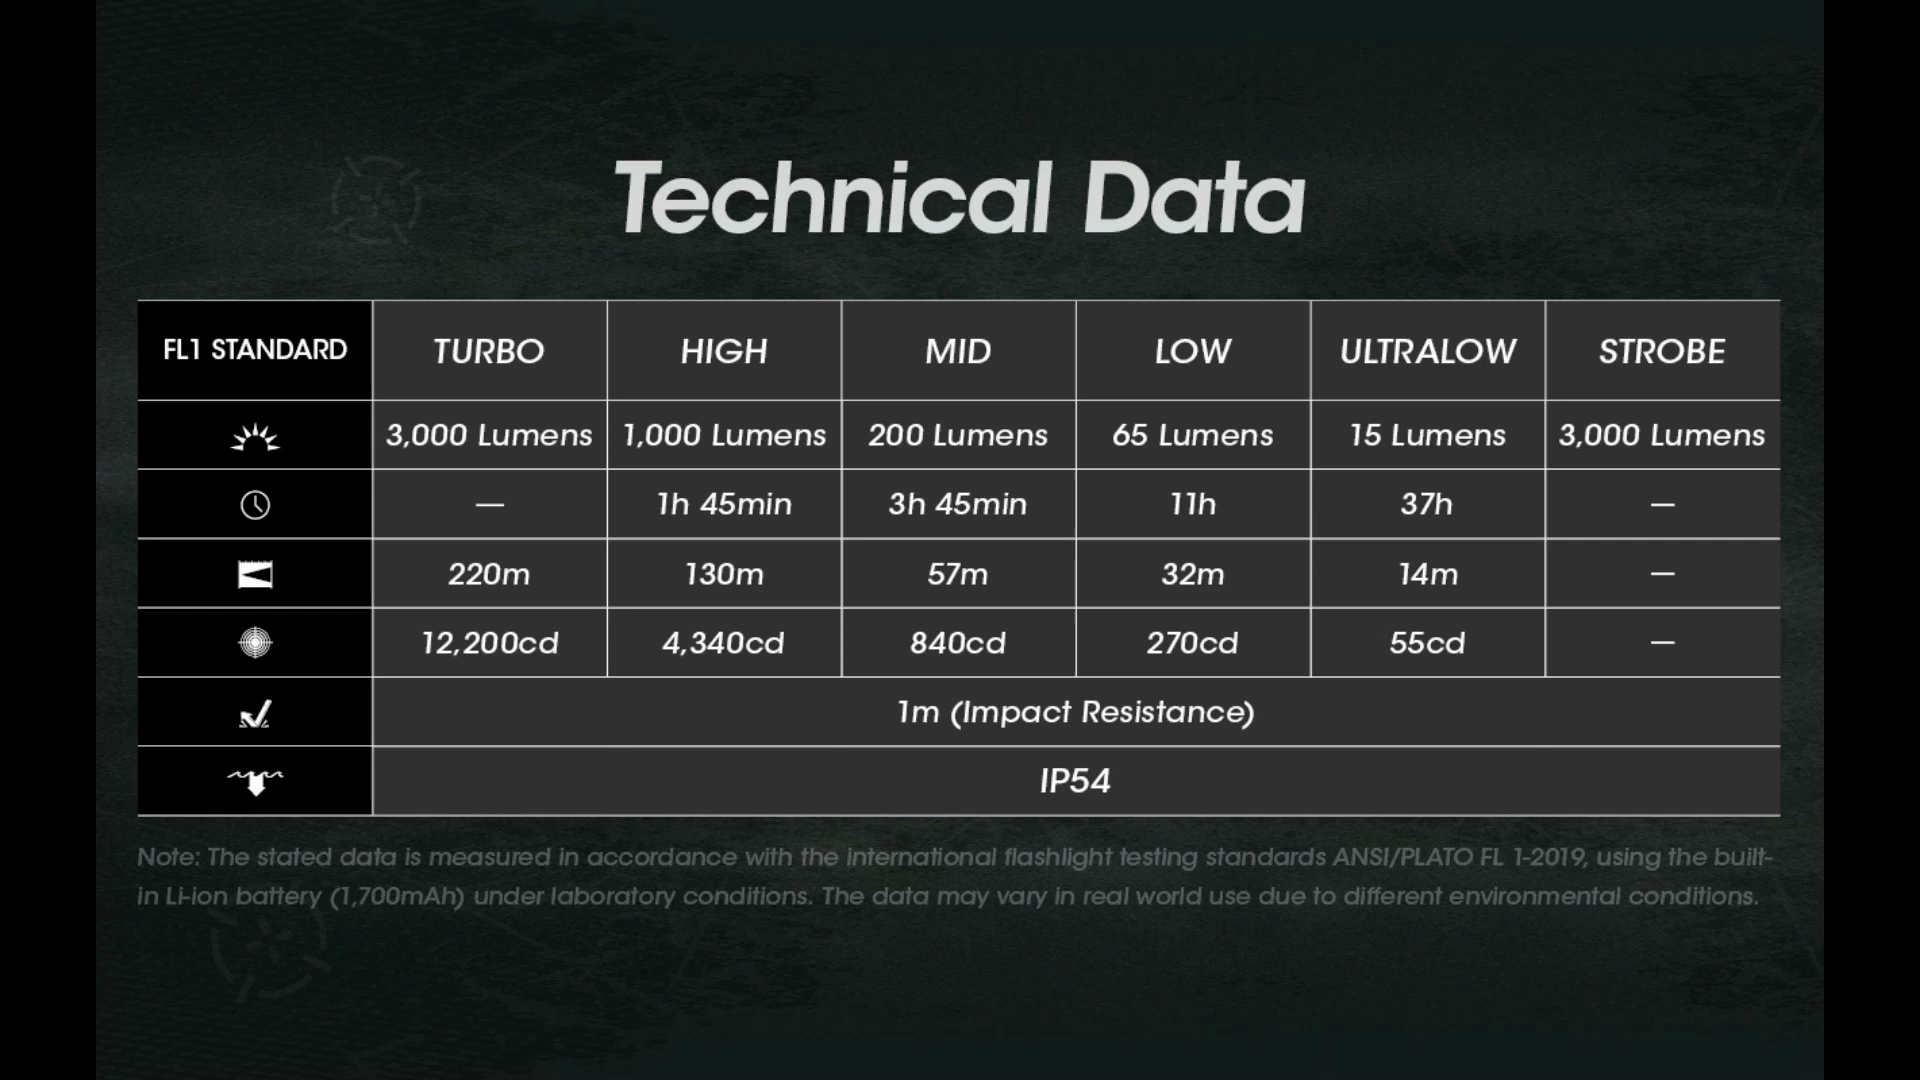 Technical Data
FL1 STANDARD TURBO HIGH MID LOW ULTRALOW STROBE
3,000 Lumens 1,000 Lumens 200 Lumens 65 Lumens 15 Lumens 3,000 Lumens
— 1h 45min 3h 45min 11h 37h —
220m 130m 57m 32m 14m —
12,200cd 4,340cd 840cd 270cd 55cd —
1m (Impact Resistance)
IP54
Note: The stated data is measured in accordance with the international flashlight testing standards ANSI/PLATO FL 1-2019, using the built-
in Li-ion battery (1,700mAh) under laboratory conditions. The data may vary in real world use due to different environmental conditions.